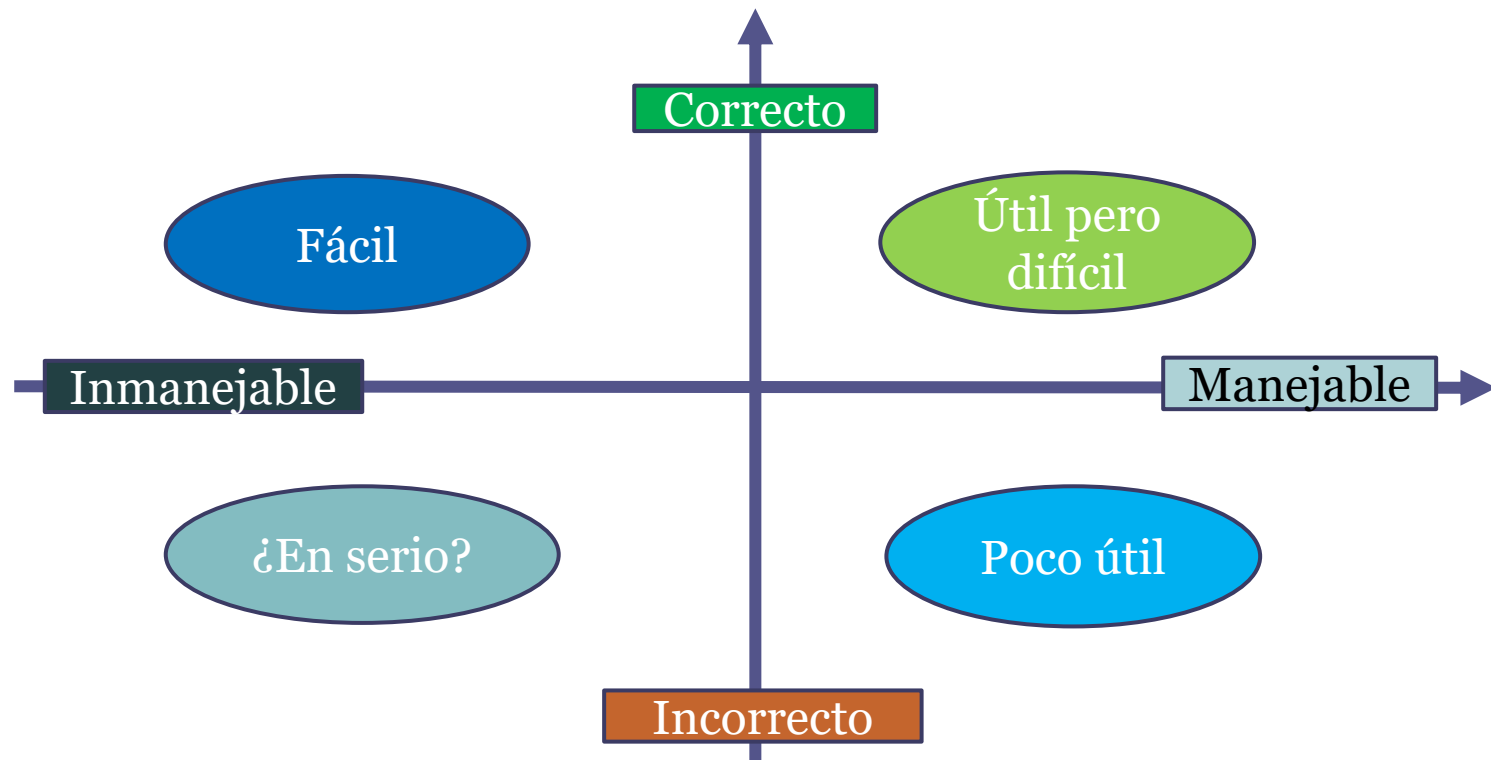 Correcto
Fácil
Útil pero
difícil
Inmanejable
Manejable
¿En serio?
Poco útil
Incorrecto